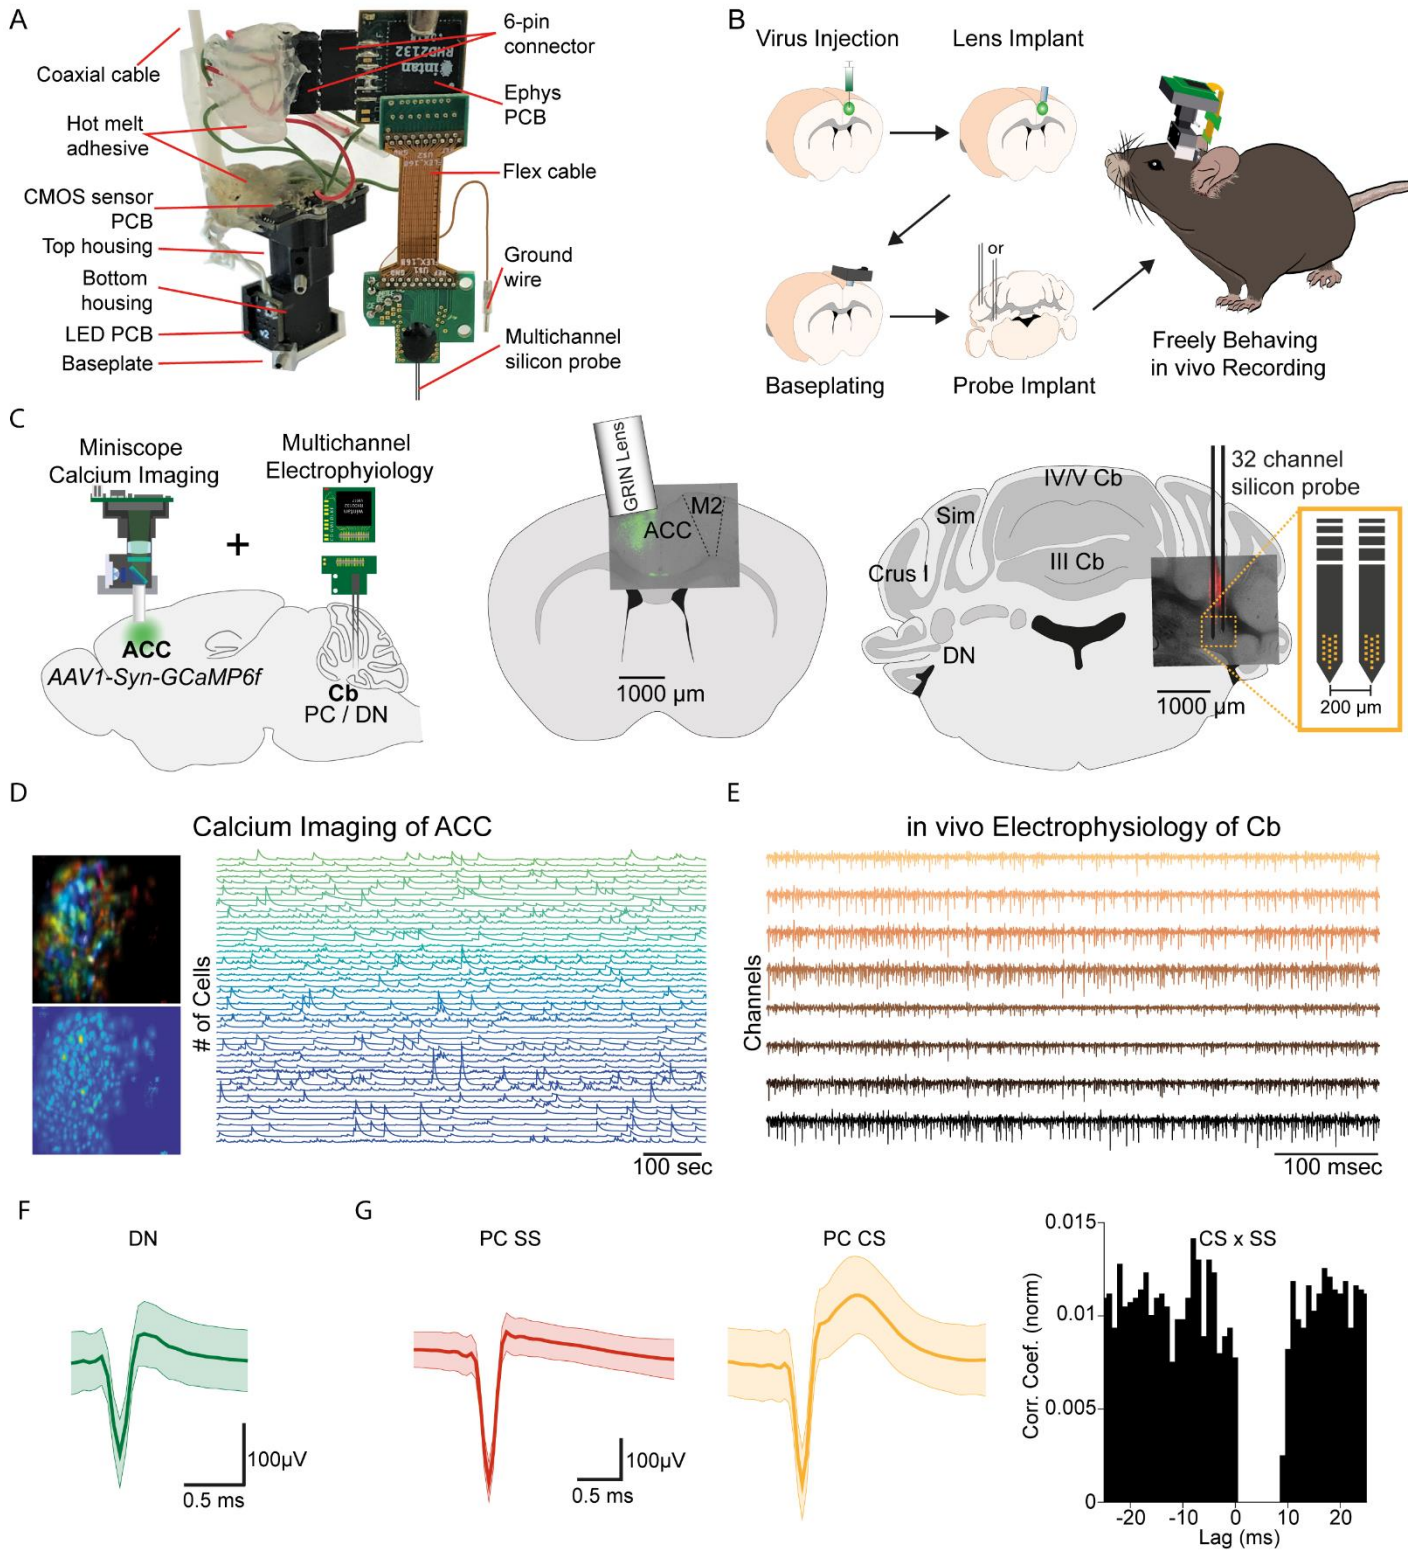 A
Coaxial cable
Hot melt
adhesive
CMOS sensor
PCB
Top housing
Bottom
housing
LED PCB
Baseplate
6-pin
connector
Ephys
PCB
Flex cable
Ground
wire
Multichannel
silicon probe
intan
RHD2132
B
Virus Injection
Lens Implant
or
Baseplating
Probe Implant
Freely Behaving
in vivo Recording
C
Miniscope
Calcium Imaging
+
Multichannel
Electrophyiology
ACC
AAV1-Syn-GCaMP6f
Cb
PC / DN
GRIN Lens
ACC
M2
1000 µm
IV/V Cb
Sim
Crus I
III Cb
DN
1000 µm
32 channel
silicon probe
200 µm
D
Calcium Imaging of ACC
# of Cells
100 sec
E
in vivo Electrophysiology of Cb
Channels
100 msec
F
DN
100µV
0.5 ms
G
PC SS
100µV
0.5 ms
PC CS
CS x SS
Corr. Coef. (norm)
0.015
0.01
0.005
0
-20
-10
0
10
20
Lag (ms)